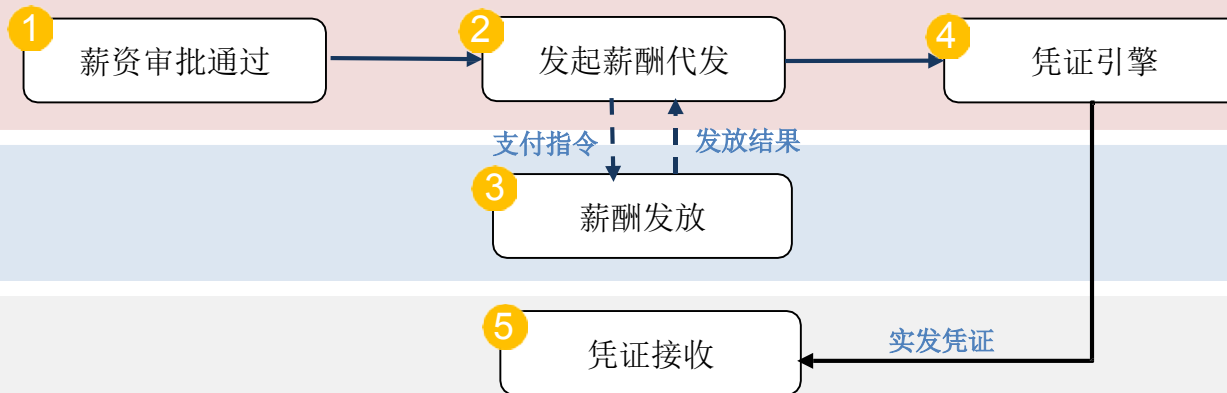 1
薪资审批通过
2
发起薪酬代发
4
凭证引擎
支付指令
发放结果
3
薪酬发放
5
凭证接收
实发凭证